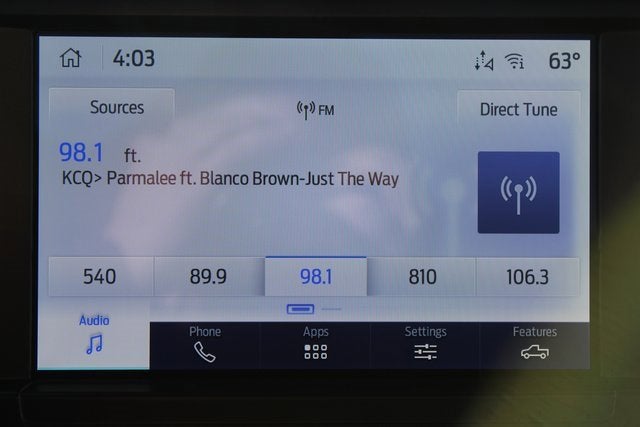 4:03 63°
Sources FM Direct Tune
98.1 ft.
KCQ> Parmalee ft. Blanco Brown-Just The Way
540 89.9 98.1 810 106.3
Audio Phone Apps Settings Features